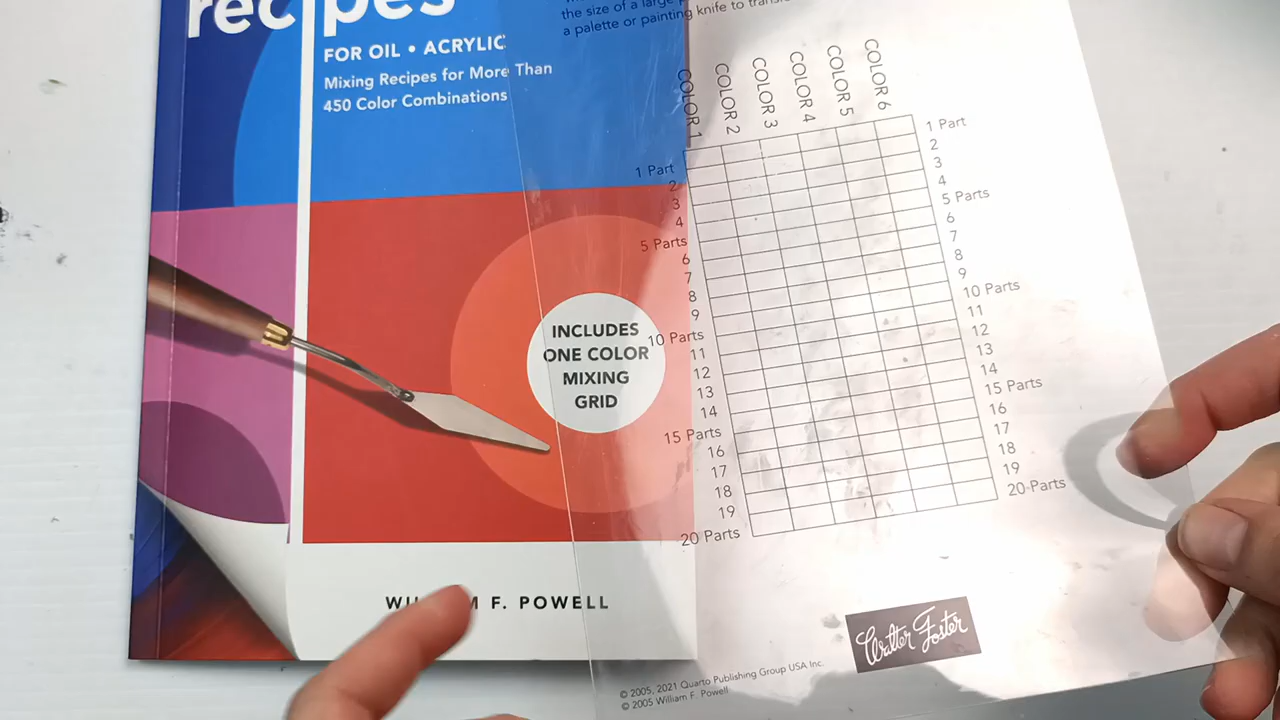 recipes
FOR OIL • ACRYLIC
Mixing Recipes for More Than
450 Color Combinations
INCLUDES
ONE COLOR
MIXING
GRID
F. POWELL
the size of a large
a palette or painting knife to
COLOR 1
COLOR 2
COLOR 3
COLOR 4
COLOR 5
COLOR 6
1 Part
2
3
4
5 Parts
6
7
8
9
10 Parts
11
12
13
14
15 Parts
16
17
18
19
20 Parts
1 Part
2
3
4
5 Parts
6
7
8
9
10 Parts
11
12
13
14
15 Parts
16
17
18
19
20 Parts
Walter Foster
© 2005, 2021 Quarto Publishing Group USA Inc.
© 2005 William F. Powell